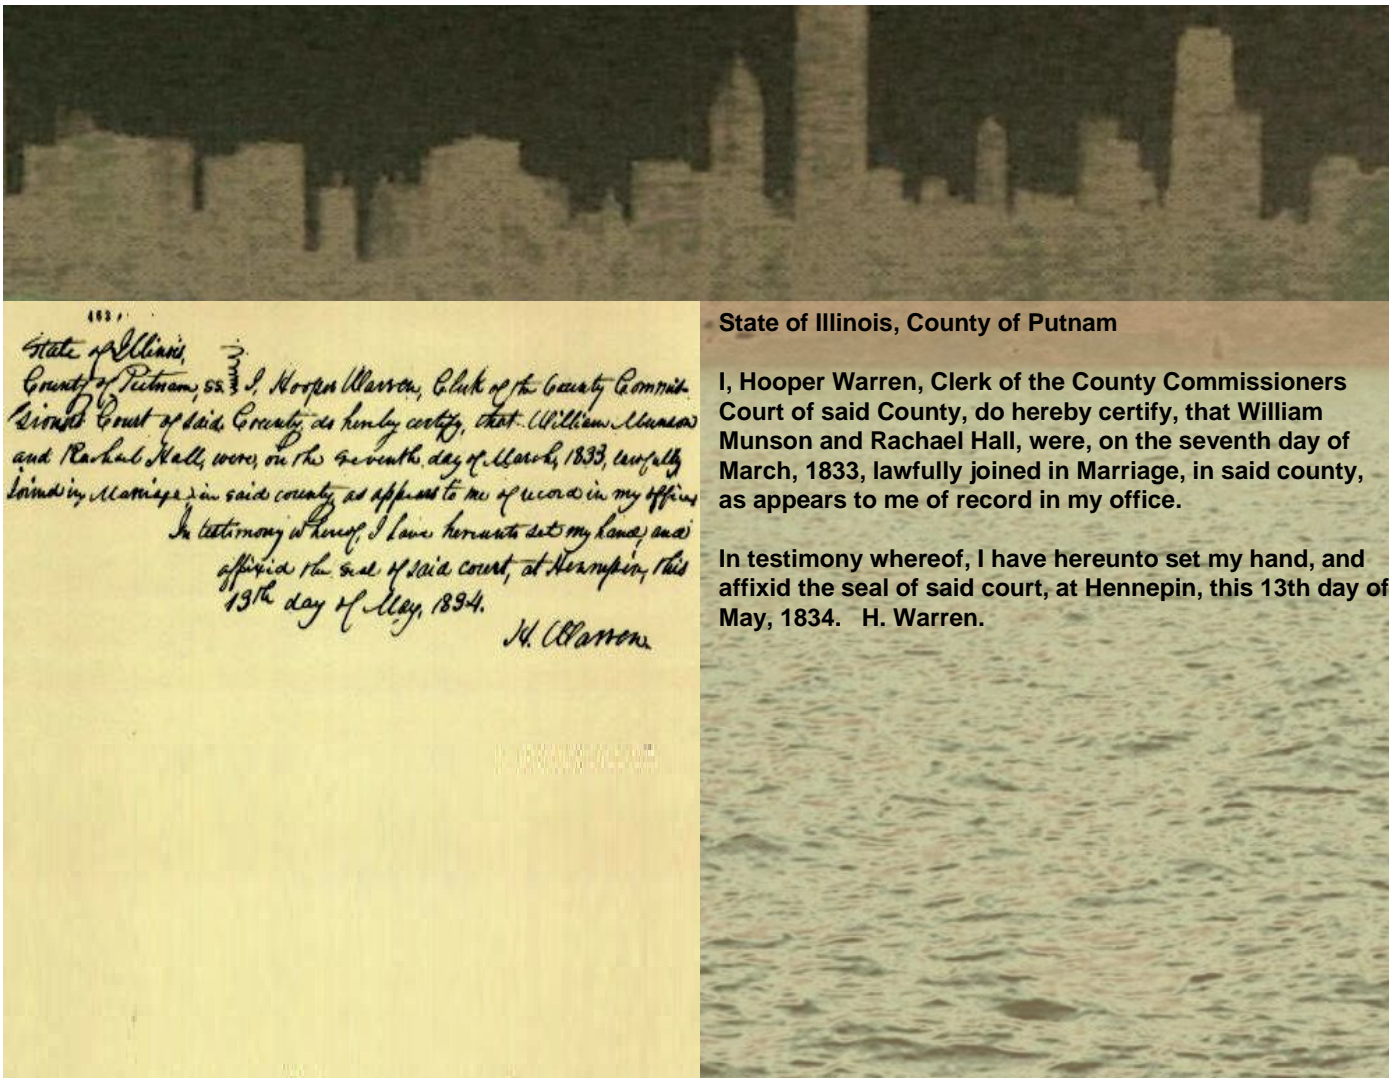 463
State of Illinois,
County of Putnam, ss. I, Hooper Warren, Clerk of the County Commis-
sioners Court of said County, do hereby certify, that William Munson
and Rachael Hall, were, on the seventh day of March, 1833, lawfully
joined in Marriage, in said county, as appears to me of record in my office,
In testimony whereof, I have hereunto set my hand, and
affixid the seal of said court, at Hennepin, this
13th day of May, 1834.
H. Warren.
State of Illinois, County of Putnam
I, Hooper Warren, Clerk of the County Commissioners
Court of said County, do hereby certify, that William
Munson and Rachael Hall, were, on the seventh day of
March, 1833, lawfully joined in Marriage, in said county,
as appears to me of record in my office.
In testimony whereof, I have hereunto set my hand, and
affixid the seal of said court, at Hennepin, this 13th day of
May, 1834. H. Warren.